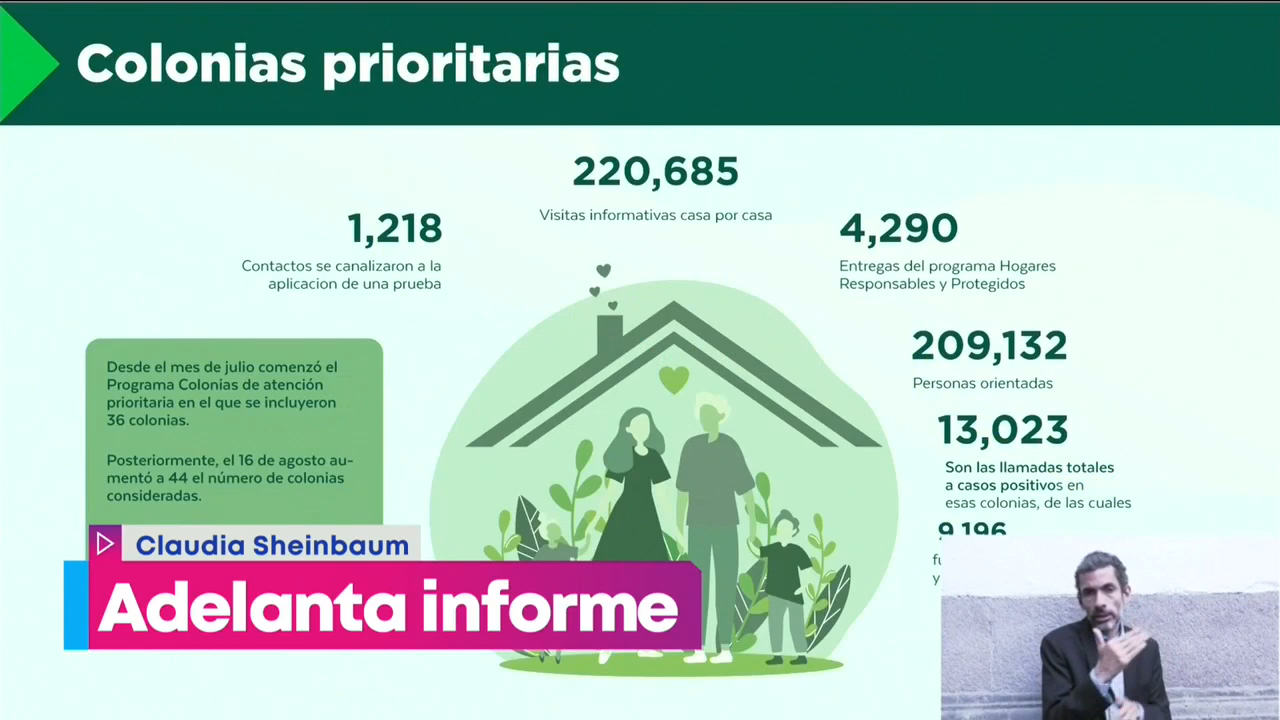 Colonias prioritarias
220,685
Visitas informativas casa por casa
1,218
Contactos se canalizaron a la
aplicacion de una prueba
4,290
Entregas del programa Hogares
Responsables y Protegidos
209,132
Personas orientadas
13,023
Son las llamadas totales
a casos positivos en
esas colonias, de las cuales
9,196
y
Desde el mes de julio comenzó el
Programa Colonias de atención
prioritaria en el que se incluyeron
36 colonias.
Posteriormente, el 16 de agosto au-
mentó a 44 el número de colonias
consideradas.
Claudia Sheinbaum
Adelanta informe